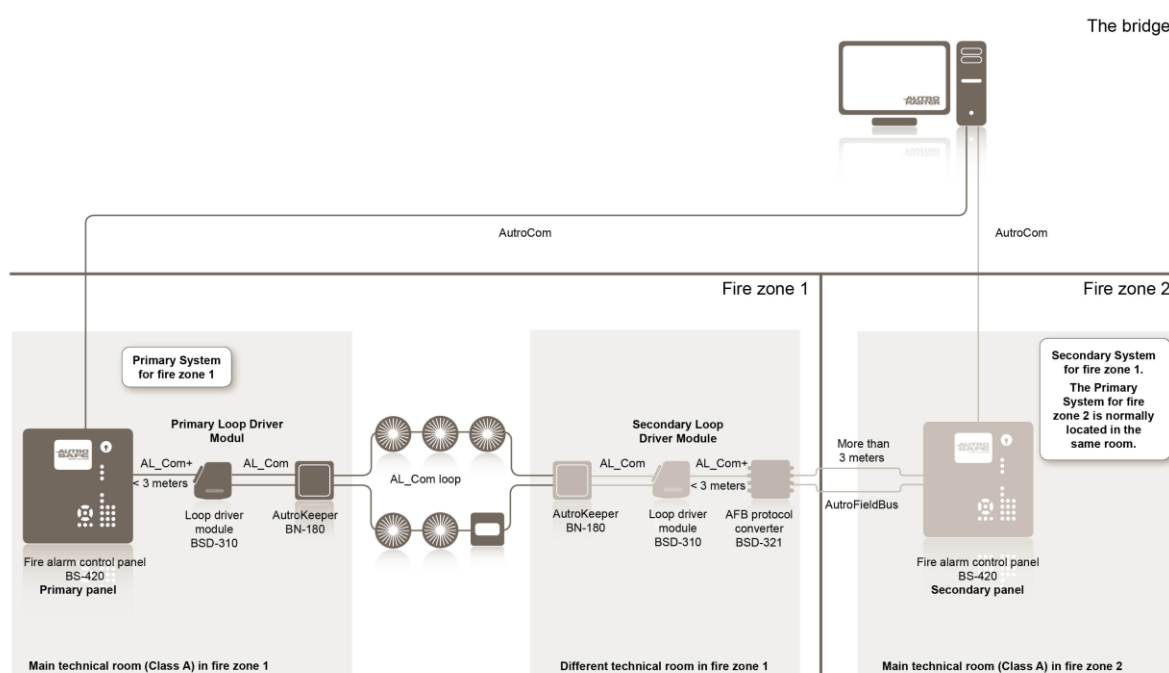 The bridge
AUTRO
MASTER
AutroCom
AutroCom
Fire zone 1
Fire zone 2
Primary System
for fire zone 1
Secondary System
for fire zone 1.
The Primary
System for fire
zone 2 is normally
located in the
same room.
Primary Loop Driver
Modul
Secondary Loop
Driver Module
AUTRO
SAFE
AL_Com+
< 3 meters
AL_Com
AL_Com loop
AL_Com
AL_Com+
< 3 meters
More than
3 meters
AutroFieldBus
AUTRO
SAFE
Loop driver
module
BSD-310
AutroKeeper
BN-180
AutroKeeper
BN-180
Loop driver
module
BSD-310
AFB protocol
converter
BSD-321
Fire alarm control panel
BS-420
Primary panel
Fire alarm control panel
BS-420
Secondary panel
Main technical room (Class A) in fire zone 1
Different technical room in fire zone 1
Main technical room (Class A) in fire zone 2